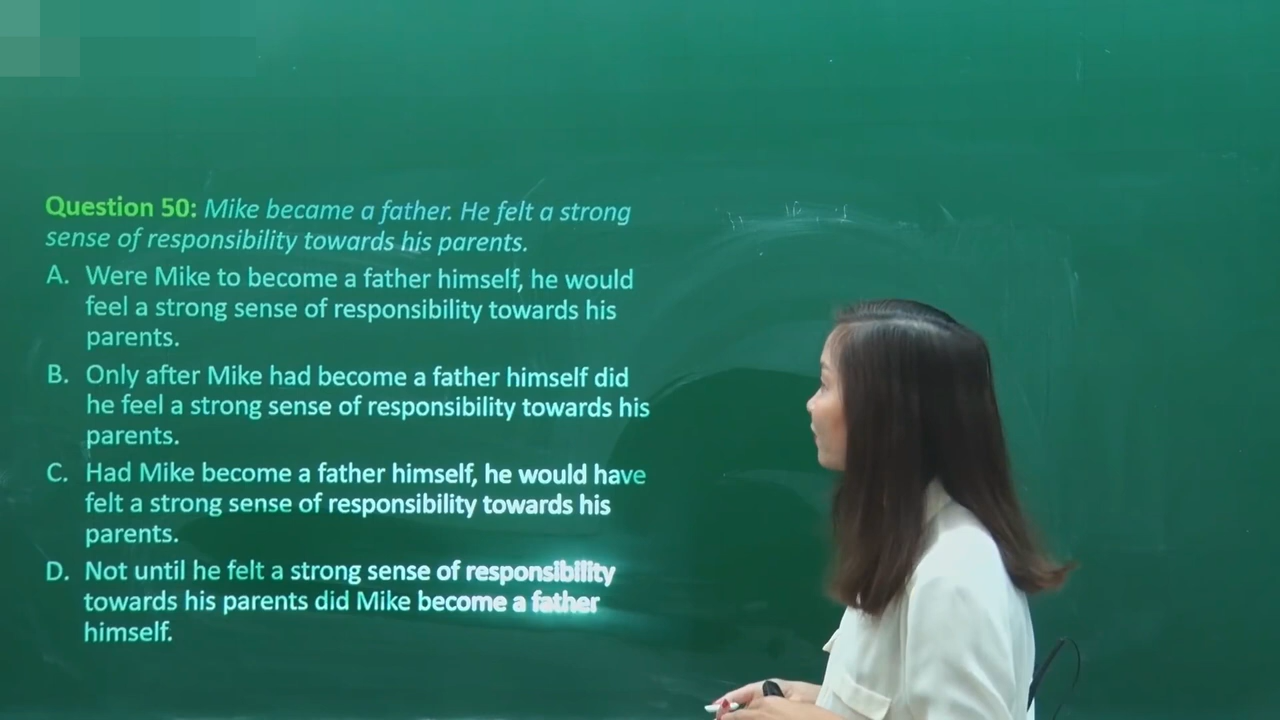 Question 50: Mike became a father. He felt a strong
sense of responsibility towards his parents.
A. Were Mike to become a father himself, he would
feel a strong sense of responsibility towards his
parents.
B. Only after Mike had become a father himself did
he feel a strong sense of responsibility towards his
parents.
C. Had Mike become a father himself, he would have
felt a strong sense of responsibility towards his
parents.
D. Not until he felt a strong sense of responsibility
towards his parents did Mike become a father
himself.